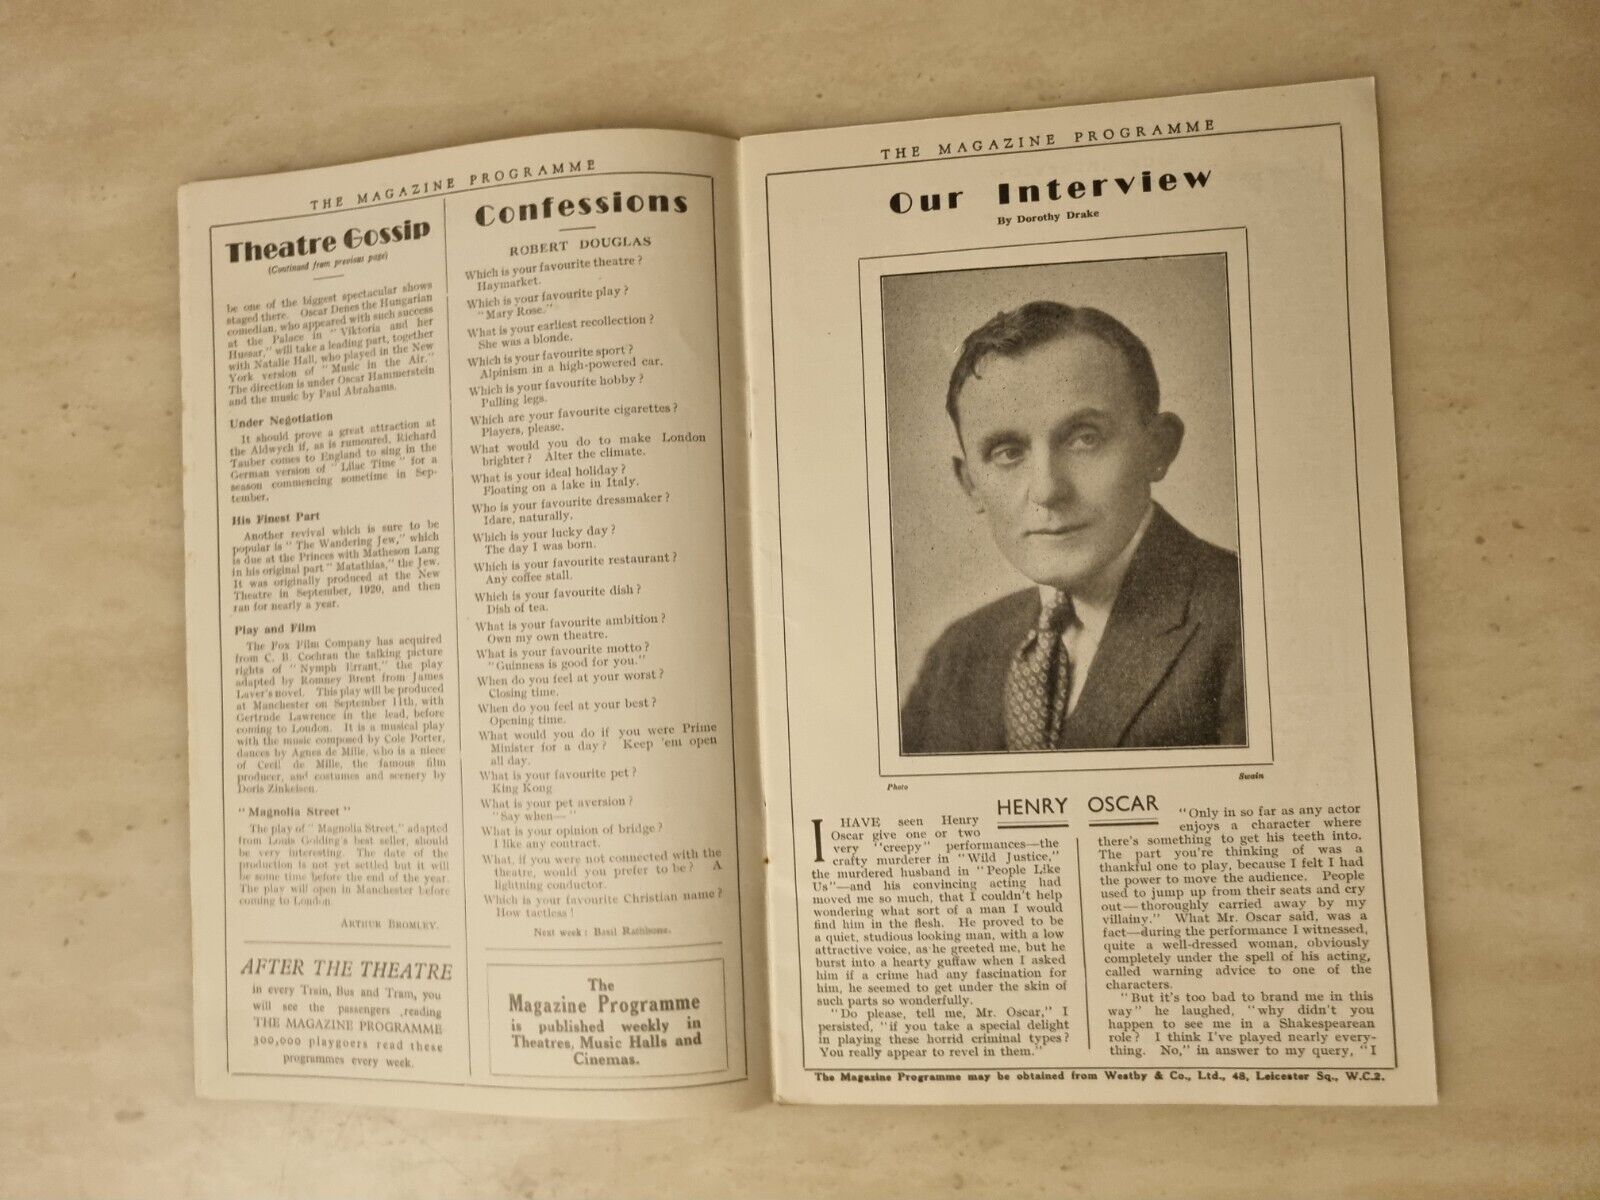 THE MAGAZINE PROGRAMME
Theatre Gossip
(Continued from previous page)
be one of the biggest spectacular shows
staged there. Oscar Denes the Hungarian
comedian, who appeared with such success
at the Palace in "Viktoria and her
Hussar," will take a leading part, together
with Natalie Hall, who played in the New
York version of "Music in the Air."
The direction is under Oscar Hammerstein
and the music by Paul Abrahams.
Under Negotiation
It should prove a great attraction at
the Aldwych if, as is rumoured, Richard
Tauber comes to England to sing in the
German version of "Lilac Time" for a
season commencing sometime in Sep-
tember.
His Finest Part
Another revival which is sure to be
popular is "The Wandering Jew," which
is due at the Princes with Matheson Lang
in his original part "Matathias," the Jew.
It was originally produced at the New
Theatre in September, 1920, and then
ran for nearly a year.
Play and Film
The Fox Film Company has acquired
from C. B. Cochran the talking picture
rights of "Nymph Errant," the play
adapted by Romney Brent from James
Laver's novel. This play will be produced
at Manchester on September 11th, with
Gertrude Lawrence in the lead, before
coming to London. It is a musical play
with the music composed by Cole Porter,
dances by Agnes de Mille, who is a niece
of Cecil de Mille, the famous film
producer, and costumes and scenery by
Doris Zinkeisen.
"Magnolia Street"
The play of "Magnolia Street," adapted
from Louis Golding's best seller, should
be very interesting. The date of the
production is not yet settled but it will
be some time before the end of the year.
The play will open in Manchester before
coming to London.
ARTHUR BROMLEY.
AFTER THE THEATRE
in every Train, Bus and Tram, you
will see the passengers reading
THE MAGAZINE PROGRAMME
300,000 playgoers read these
programmes every week.
Confessions
ROBERT DOUGLAS
Which is your favourite theatre?
Haymarket.
Which is your favourite play?
"Mary Rose."
What is your earliest recollection?
She was a blonde.
Which is your favourite sport?
Alpinism in a high-powered car.
Which is your favourite hobby?
Pulling legs.
Which are your favourite cigarettes?
Players, please.
What would you do to make London
brighter? Alter the climate.
What is your ideal holiday?
Floating on a lake in Italy.
Who is your favourite dressmaker?
Idare, naturally.
Which is your lucky day?
The day I was born.
Which is your favourite restaurant?
Any coffee stall.
Which is your favourite dish?
Dish of tea.
What is your favourite ambition?
Own my own theatre.
What is your favourite motto?
"Guinness is good for you."
When do you feel at your worst?
Closing time.
When do you feel at your best?
Opening time.
What would you do if you were Prime
Minister for a day? Keep 'em open
all day.
What is your favourite pet?
King Kong
What is your pet aversion?
"Say when—"
What is your opinion of bridge?
I like any contract.
What, if you were not connected with the
theatre, would you prefer to be? A
lightning conductor.
Which is your favourite Christian name?
How tactless!
Next week: Basil Rathbone.
The
Magazine Programme
is published weekly in
Theatres, Music Halls and
Cinemas.
THE MAGAZINE PROGRAMME
Our Interview
By Dorothy Drake
Photo
Swain
HENRY OSCAR
I HAVE seen Henry
Oscar give one or two
very "creepy" performances—the
crafty murderer in "Wild Justice,"
the murdered husband in "People Like
Us"—and his convincing acting had
moved me so much, that I couldn't help
wondering what sort of a man I would
find him in the flesh. He proved to be
a quiet, studious looking man, with a low
attractive voice, as he greeted me, but he
burst into a hearty guffaw when I asked
him if a crime had any fascination for
him, he seemed to get under the skin of
such parts so wonderfully.
"Do please, tell me, Mr. Oscar," I
persisted, "if you take a special delight
in playing these horrid criminal types?
You really appear to revel in them."
"Only in so far as any actor
enjoys a character where
there's something to get his teeth into.
The part you're thinking of was a
thankful one to play, because I felt I had
the power to move the audience. People
used to jump up from their seats and cry
out—thoroughly carried away by my
villainy." What Mr. Oscar said, was a
fact—during the performance I witnessed,
quite a well-dressed woman, obviously
completely under the spell of his acting,
called warning advice to one of the
characters.
"But it's too bad to brand me in this
way" he laughed, "why didn't you
happen to see me in a Shakespearean
role? I think I've played nearly every-
thing. No," in answer to my query, "I
The Magazine Programme may be obtained from Westby & Co., Ltd., 48, Leicester Sq., W.C.2.